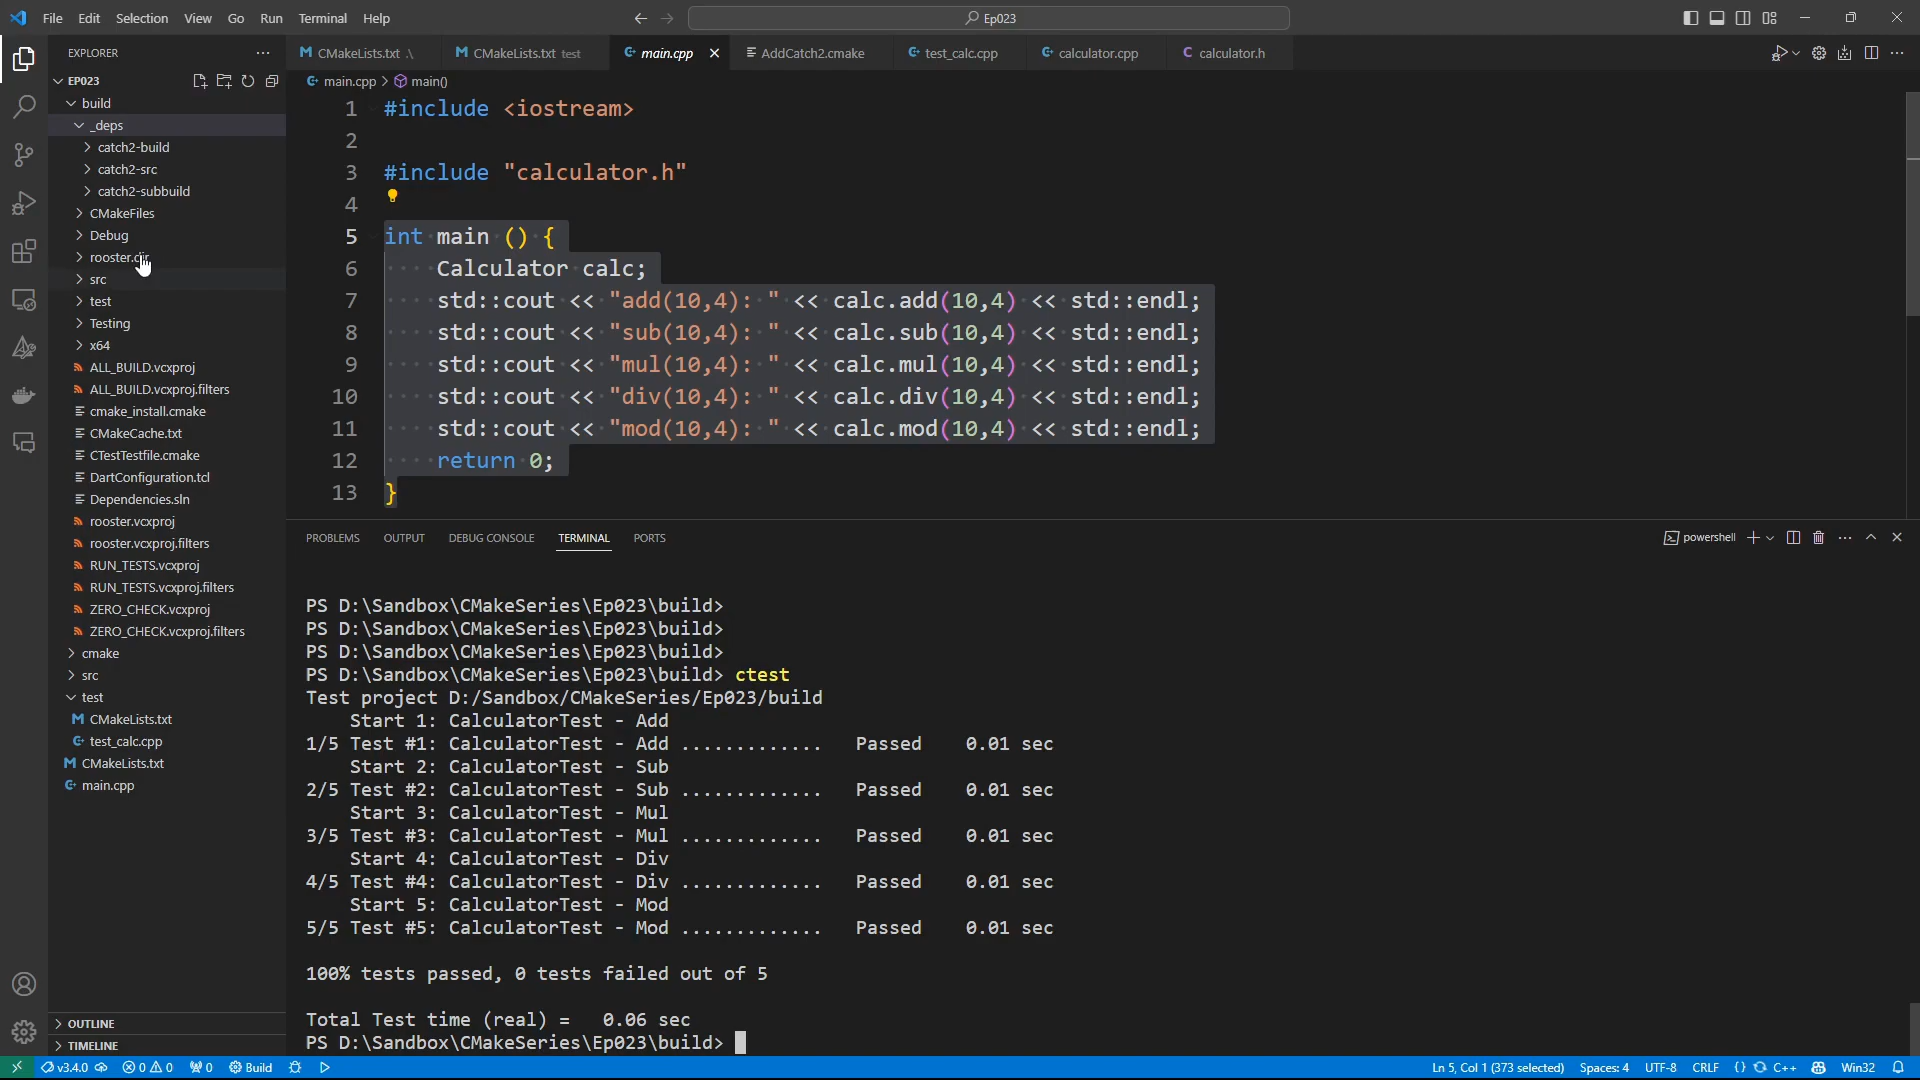 File Edit Selection View Go Run Terminal Help
Ep023
EXPLORER
EP023
build
_deps
catch2-build
catch2-src
catch2-subbuild
CMakeFiles
Debug
rooster.dir
src
test
Testing
x64
ALL_BUILD.vcxproj
ALL_BUILD.vcxproj.filters
cmake_install.cmake
CMakeCache.txt
CTestTestfile.cmake
DartConfiguration.tcl
Dependencies.sln
rooster.vcxproj
rooster.vcxproj.filters
RUN_TESTS.vcxproj
RUN_TESTS.vcxproj.filters
ZERO_CHECK.vcxproj
ZERO_CHECK.vcxproj.filters
cmake
src
test
CMakeLists.txt
test_calc.cpp
CMakeLists.txt
main.cpp
OUTLINE
TIMELINE
CMakeLists.txt .\ CMakeLists.txt test main.cpp AddCatch2.cmake test_calc.cpp calculator.cpp calculator.h
main.cpp > main()
1 #include <iostream>
2
3 #include "calculator.h"
4
5 int main () {
6 ····Calculator calc;
7 ····std::cout << "add(10,4): " << calc.add(10,4) << std::endl;
8 ····std::cout << "sub(10,4): " << calc.sub(10,4) << std::endl;
9 ····std::cout << "mul(10,4): " << calc.mul(10,4) << std::endl;
10 ····std::cout << "div(10,4): " << calc.div(10,4) << std::endl;
11 ····std::cout << "mod(10,4): " << calc.mod(10,4) << std::endl;
12 ····return 0;
13 }
PROBLEMS OUTPUT DEBUG CONSOLE TERMINAL PORTS
powershell
PS D:\Sandbox\CMakeSeries\Ep023\build>
PS D:\Sandbox\CMakeSeries\Ep023\build>
PS D:\Sandbox\CMakeSeries\Ep023\build>
PS D:\Sandbox\CMakeSeries\Ep023\build> ctest
Test project D:/Sandbox/CMakeSeries/Ep023/build
Start 1: CalculatorTest - Add
1/5 Test #1: CalculatorTest - Add ............. Passed 0.01 sec
Start 2: CalculatorTest - Sub
2/5 Test #2: CalculatorTest - Sub ............. Passed 0.01 sec
Start 3: CalculatorTest - Mul
3/5 Test #3: CalculatorTest - Mul ............. Passed 0.01 sec
Start 4: CalculatorTest - Div
4/5 Test #4: CalculatorTest - Div ............. Passed 0.01 sec
Start 5: CalculatorTest - Mod
5/5 Test #5: CalculatorTest - Mod ............. Passed 0.01 sec
100% tests passed, 0 tests failed out of 5
Total Test time (real) = 0.06 sec
PS D:\Sandbox\CMakeSeries\Ep023\build>
v3.4.0 0 0 0 Build Ln 5, Col 1 (373 selected) Spaces: 4 UTF-8 CRLF {} C++ Win32